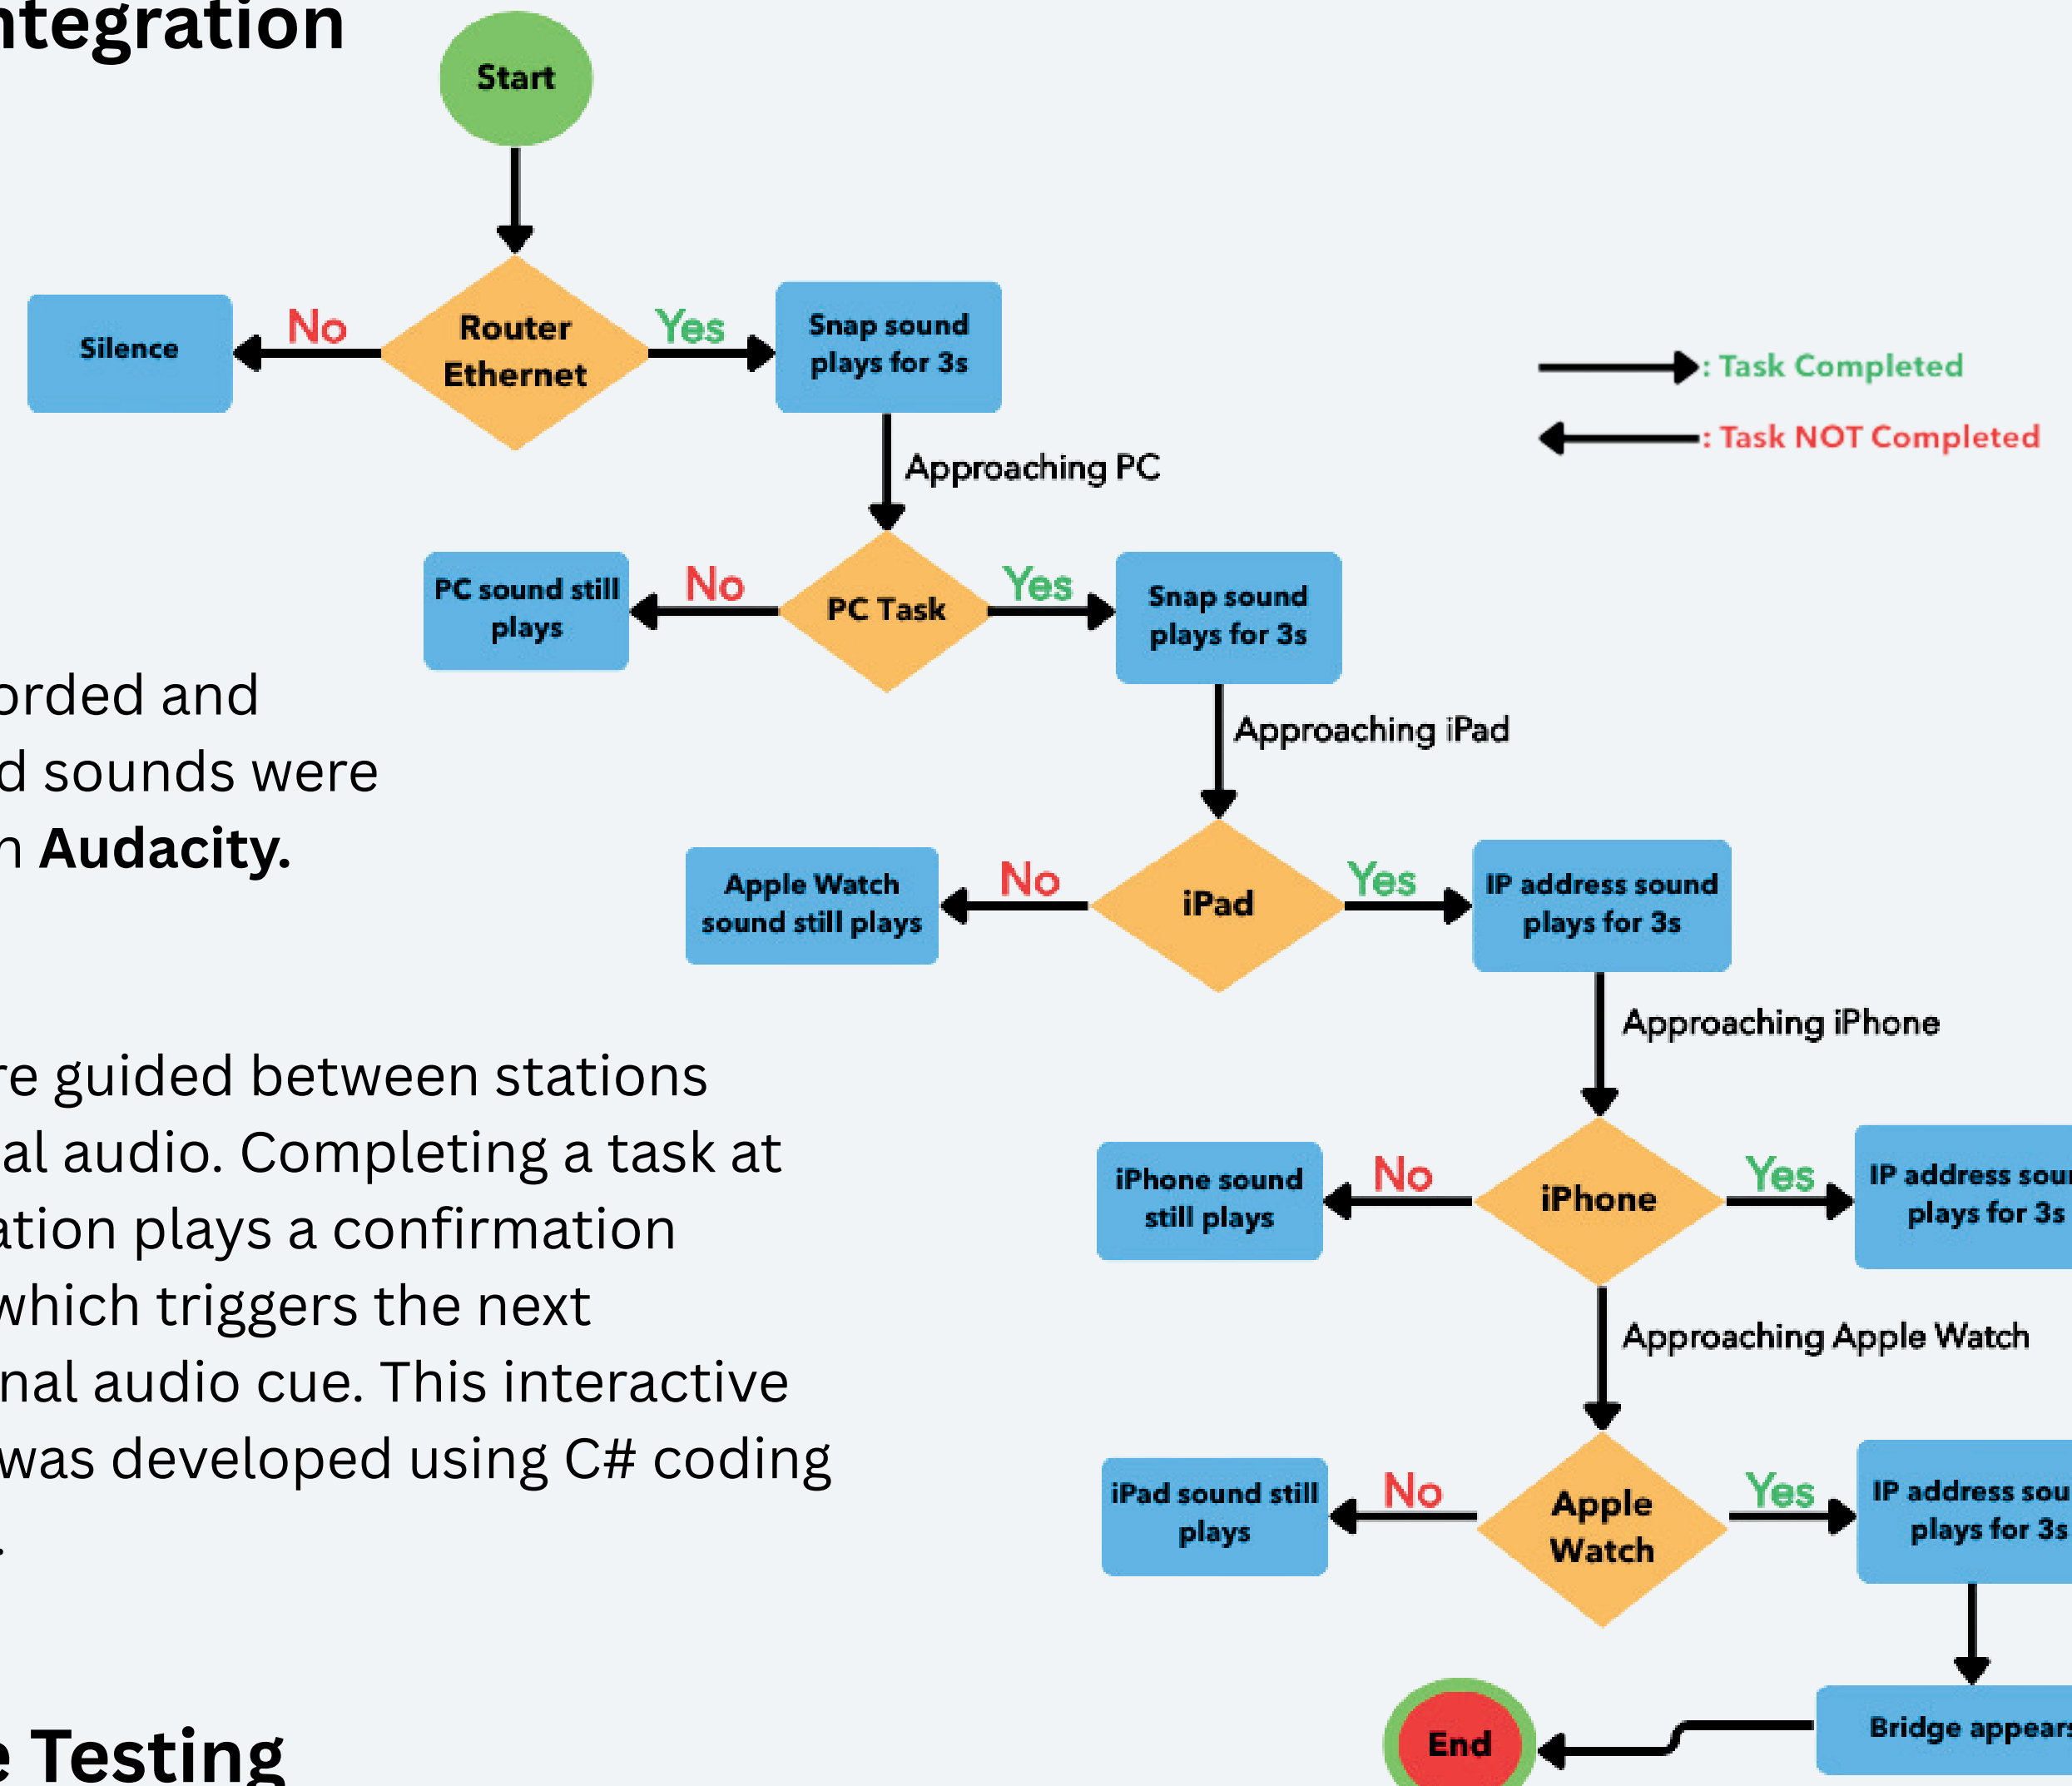 ntegration
Start
No
Yes
Silence
Router
Ethernet
Snap sound
plays for 3s
: Task Completed
: Task NOT Completed
Approaching PC
PC sound still
plays
No
PC Task
Yes
Snap sound
plays for 3s
orded and
d sounds were
n Audacity.
Approaching iPad
Apple Watch
sound still plays
No
iPad
Yes
IP address sound
plays for 3s
Approaching iPhone
re guided between stations
al audio. Completing a task at
ation plays a confirmation
which triggers the next
nal audio cue. This interactive
was developed using C# coding
.
iPhone sound
still plays
No
iPhone
Yes
IP address sou
plays for 3s
Approaching Apple Watch
iPad sound still
plays
No
Apple
Watch
Yes
IP address sou
plays for 3s
Bridge appears
End
e Testing